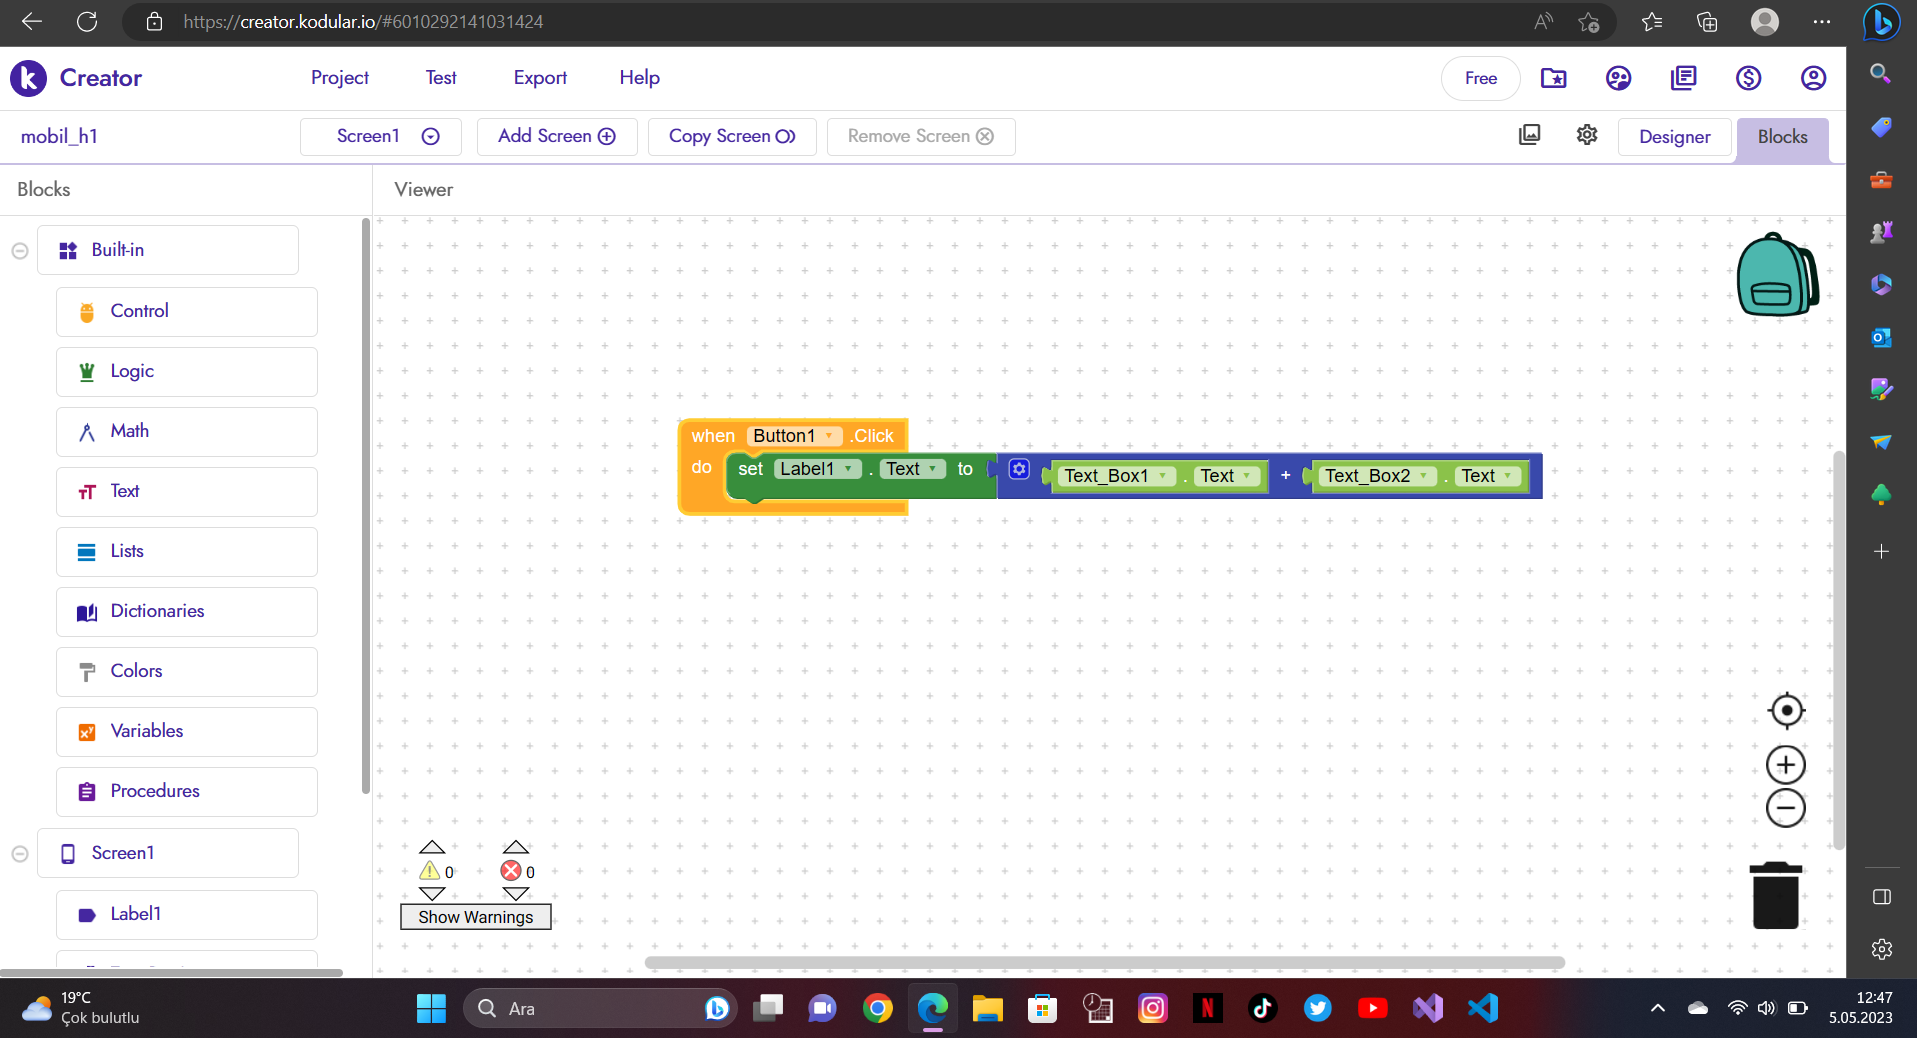 https://creator.kodular.io/#6010292141031424
Creator
Project
Test
Export
Help
Free
mobil_h1
Screen1
Add Screen
Copy Screen
Remove Screen
Designer
Blocks
Blocks
Viewer
Built-in
Control
Logic
Math
Text
Lists
Dictionaries
Colors
Variables
Procedures
Screen1
Label1
when Button1 .Click
do set Label1 . Text to Text_Box1 . Text + Text_Box2 . Text
0 0
Show Warnings
19°C
Çok bulutlu
Ara
12:47
5.05.2023